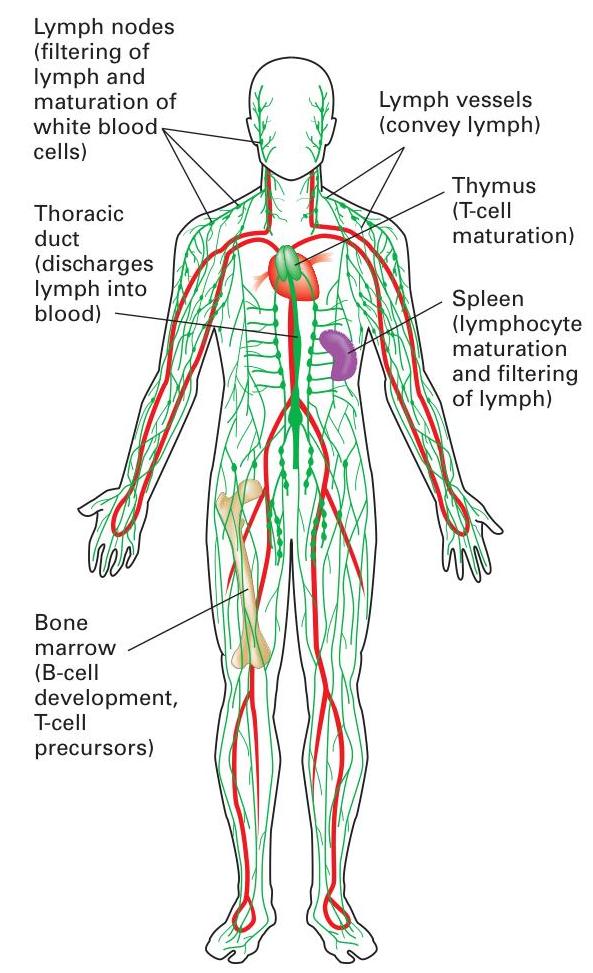 Lymph nodes
(filtering of
lymph and
maturation of
white blood
cells)
Lymph vessels
(convey lymph)
Thymus
(T-cell
maturation)
Thoracic
duct
(discharges
lymph into
blood)
Spleen
(lymphocyte
maturation
and filtering
of lymph)
Bone
marrow
(B-cell
development,
T-cell
precursors)